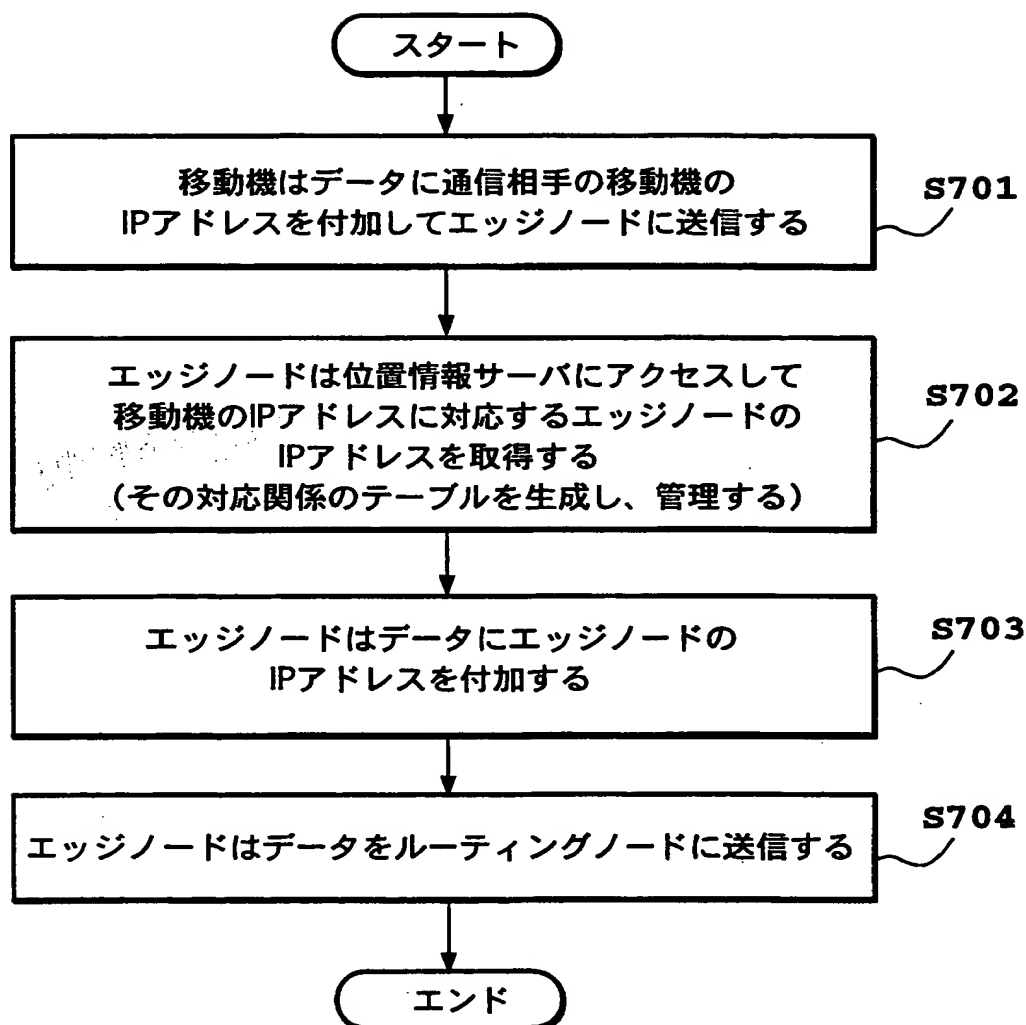 スタート
移動機はデータに通信相手の移動機の
IPアドレスを付加してエッジノードに送信する
S701
エッジノードは位置情報サーバにアクセスして
移動機のIPアドレスに対応するエッジノードの
IPアドレスを取得する
（その対応関係のテーブルを生成し、管理する）
S702
エッジノードはデータにエッジノードの
IPアドレスを付加する
S703
エッジノードはデータをルーティングノードに送信する
S704
エンド